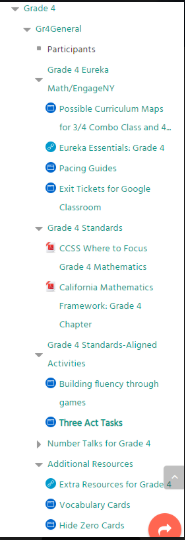 Grade 4
Gr4General
Participants
Grade 4 Eureka
Math/EngageNY
Possible Curriculum Maps
for 3/4 Combo Class and 4...
Eureka Essentials: Grade 4
Pacing Guides
Exit Tickets for Google
Classroom
Grade 4 Standards
CCSS Where to Focus
Grade 4 Mathematics
California Mathematics
Framework: Grade 4
Chapter
Grade 4 Standards-Aligned
Activities
Building fluency through
games
Three Act Tasks
Number Talks for Grade 4
Additional Resources
Extra Resources for Grade 4
Vocabulary Cards
Hide Zero Cards